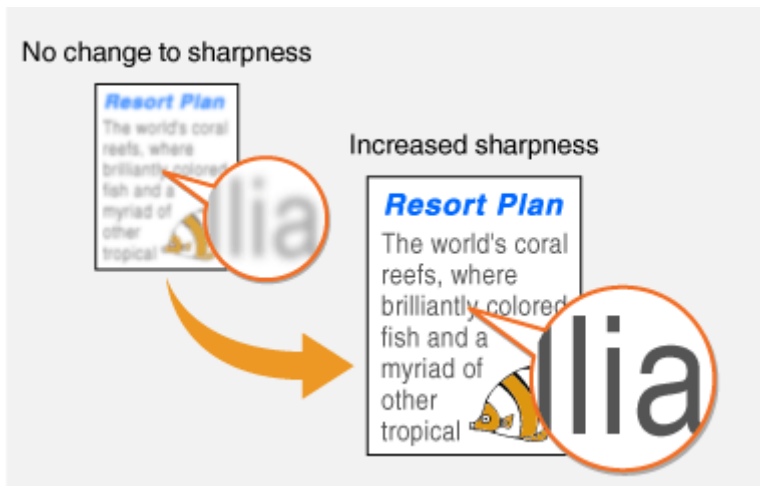 No change to sharpness
Resort Plan
The world's coral
reefs, where
brilliantly colored
fish and a
myriad of
other
tropical
llia
Increased sharpness
Resort Plan
The world's coral
reefs, where
brilliantly colored
fish and a
myriad of
other
tropical
llia